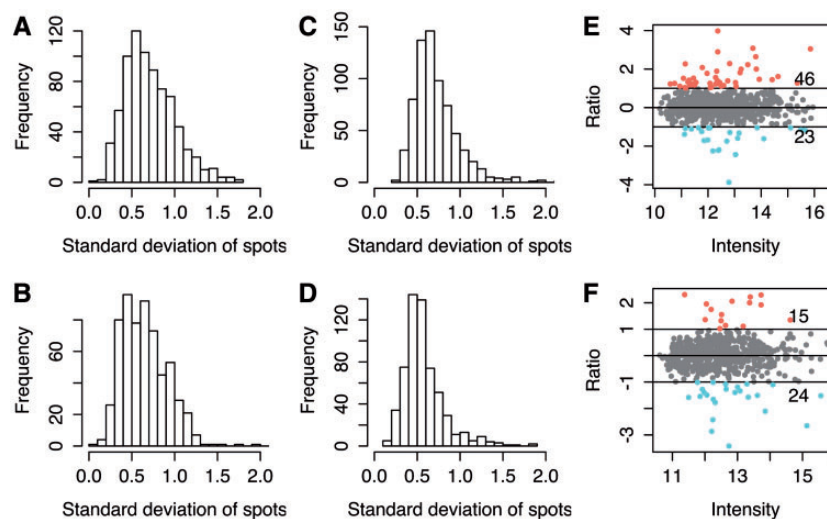 A
Frequency
0 40 80 120
0.0 0.5 1.0 1.5 2.0
Standard deviation of spots
C
Frequency
0 50 100 150
0.0 0.5 1.0 1.5 2.0
Standard deviation of spots
E
Ratio
-4 -2 0 2 4
46
23
10 12 14 16
Intensity
B
Frequency
0 20 60
0.0 0.5 1.0 1.5 2.0
Standard deviation of spots
D
Frequency
0 40 80 120
0.0 0.5 1.0 1.5 2.0
Standard deviation of spots
F
Ratio
-3 -1 1 2
15
24
11 13 15
Intensity